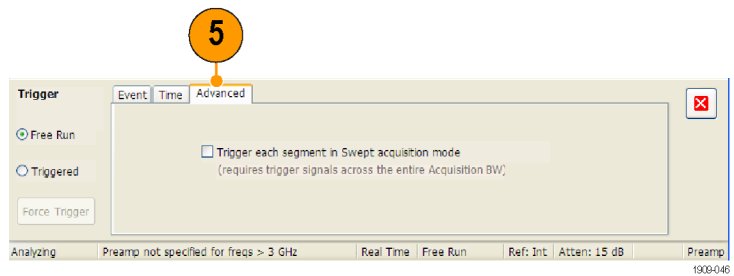 5
Trigger
Event Time Advanced
Free Run
Triggered
Force Trigger
Trigger each segment in Swept acquisition mode
(requires trigger signals across the entire Acquisition BW)
Analyzing Preamp not specified for freqs > 3 GHz Real Time Free Run Ref: Int Atten: 15 dB Preamp
1909-046